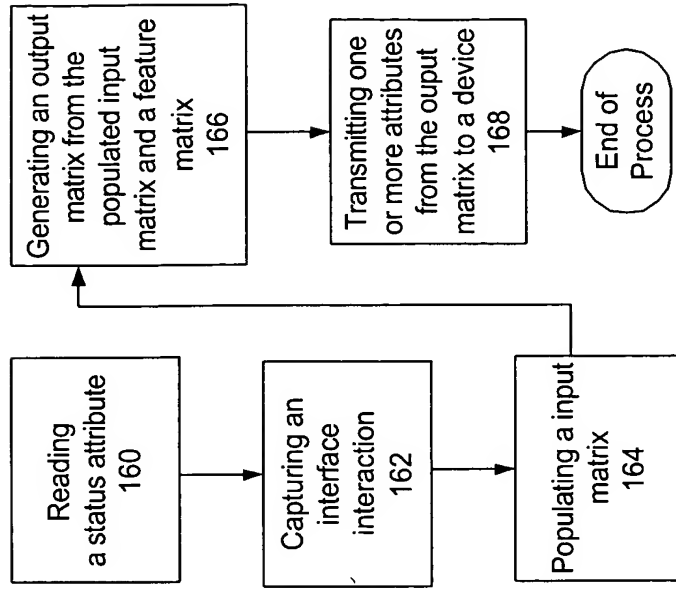 Reading
a status attribute
160
Capturing an
interface
interaction
162
Populating a input
matrix
164
Generating an output
matrix from the
populated input
matrix and a feature
matrix
166
Transmitting one
or more attributes
from the ouput
matrix to a device
168
End of
Process